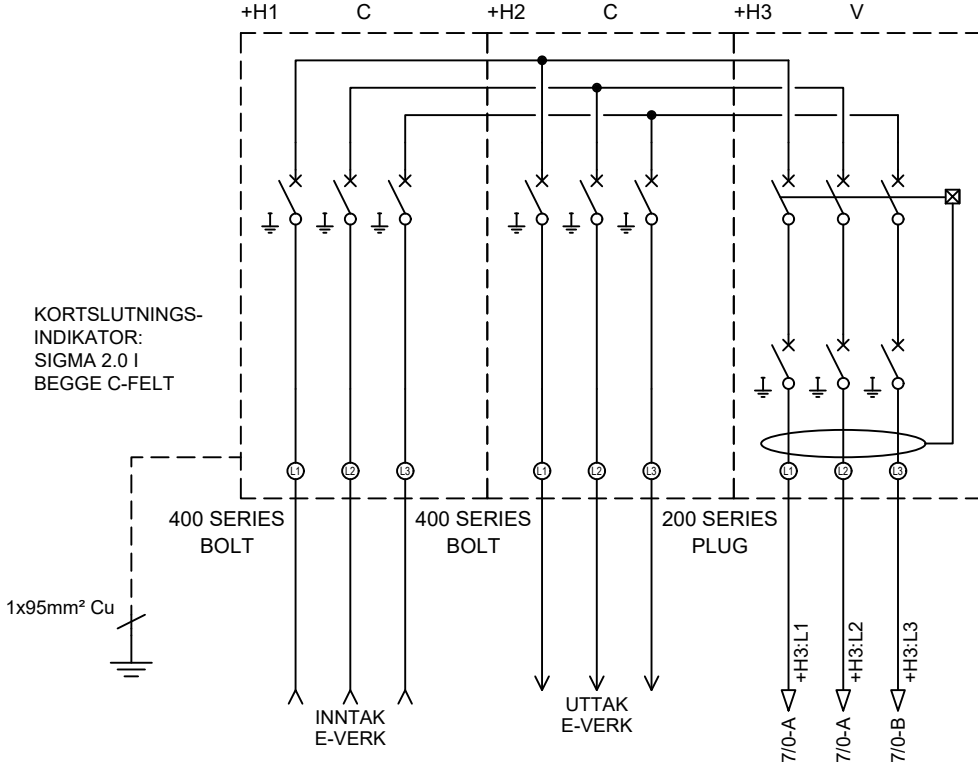 +H1 C +H2 C +H3 V
KORTSLUTNINGS-
INDIKATOR:
SIGMA 2.0 I
BEGGE C-FELT
L1 L2 L3 L1 L2 L3 L1 L2 L3
400 SERIES
BOLT
400 SERIES
BOLT
200 SERIES
PLUG
1x95mm² Cu
+H3:L1
+H3:L2
+H3:L3
INNTAK
E-VERK
UTTAK
E-VERK
7/0-A
7/0-A
7/0-B